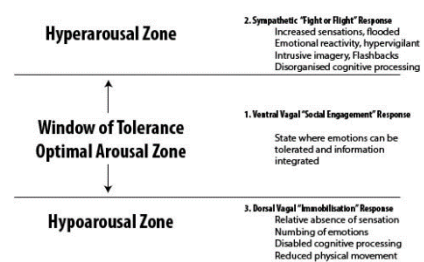 Hyperarousal Zone
2. Sympathetic "Fight or Flight" Response
Increased sensations, flooded
Emotional reactivity, hypervigilant
Intrusive imagery, Flashbacks
Disorganised cognitive processing
Window of Tolerance
Optimal Arousal Zone
1. Ventral Vagal "Social Engagement" Response
State where emotions can be
tolerated and information
integrated
Hypoarousal Zone
3. Dorsal Vagal "Immobilisation" Response
Relative absence of sensation
Numbing of emotions
Disabled cognitive processing
Reduced physical movement